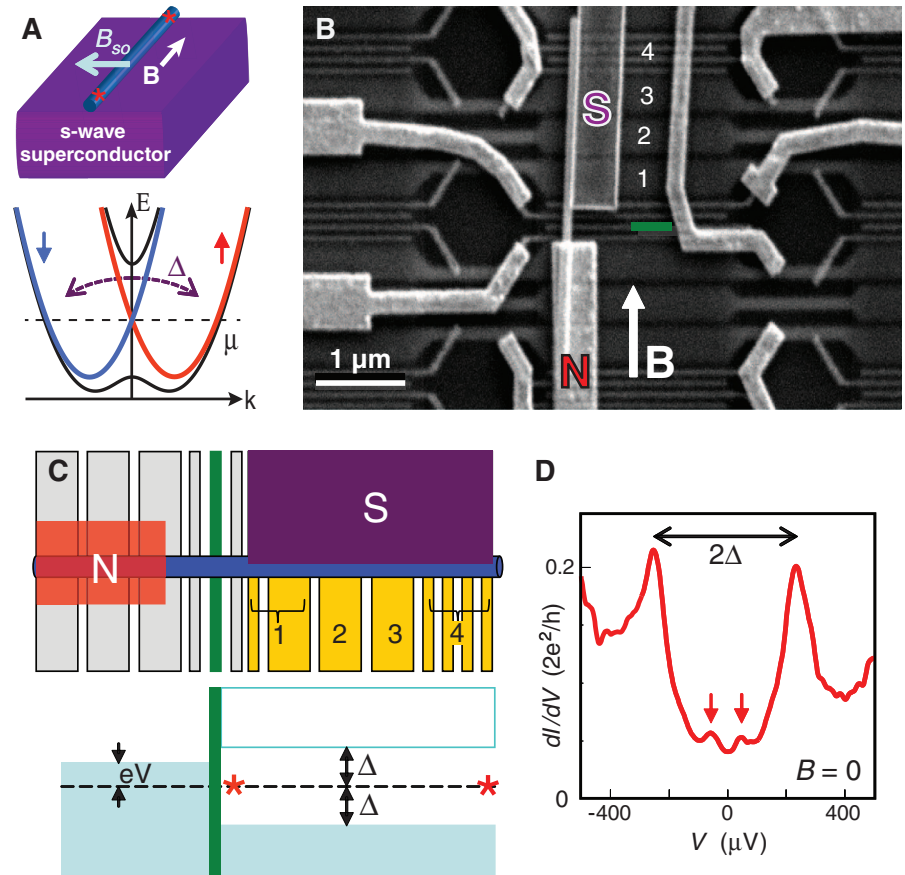 A
B_so
B
s-wave
superconductor
E
Δ
μ
k
B
4
3
2
1
S
N
B
1 μm
C
N
S
1
2
3
4
eV
Δ
Δ
D
2Δ
0.2
dI/dV (2e²/h)
0
B = 0
-400
0
400
V (μV)